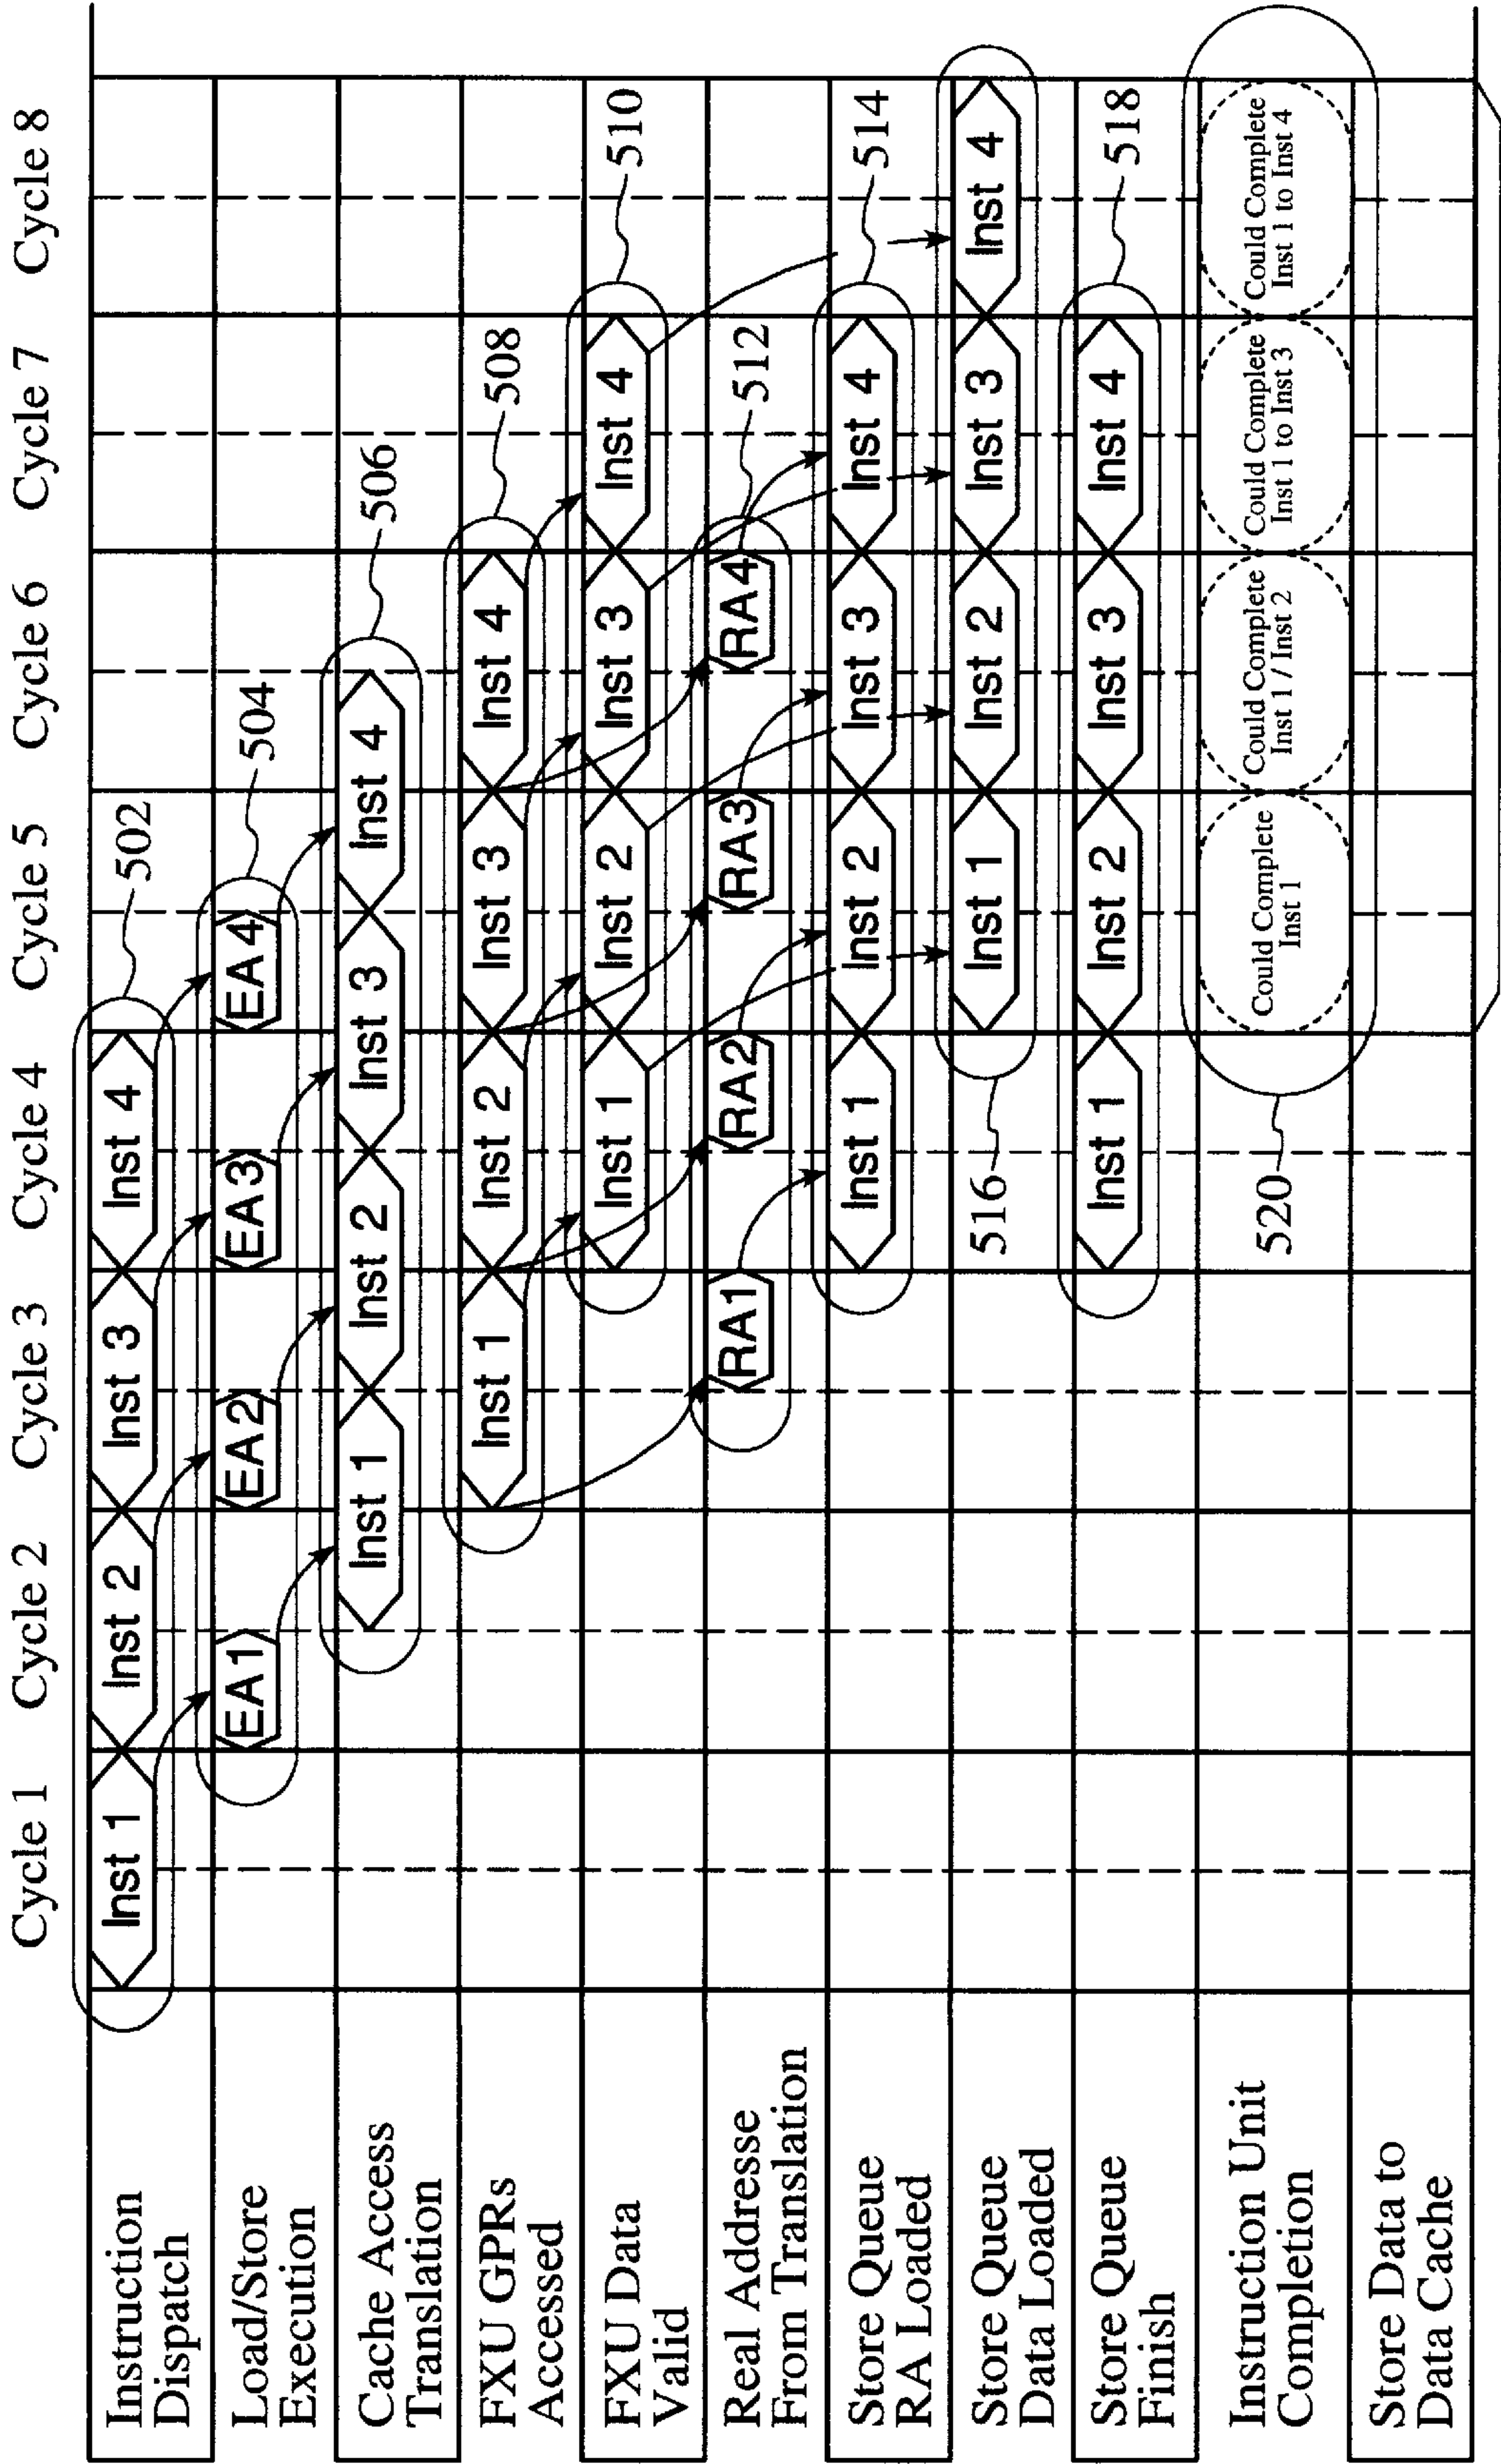 Cycle 1 Cycle 2 Cycle 3 Cycle 4 Cycle 5 Cycle 6 Cycle 7 Cycle 8
Instruction
Dispatch
Inst 1 Inst 2 Inst 3 Inst 4
502
Load/Store
Execution
EA1 EA2 EA3 EA4
504
Cache Access
Translation
Inst 1 Inst 2 Inst 3 Inst 4
506
FXU GPRs
Accessed
Inst 1 Inst 2 Inst 3 Inst 4
508
FXU Data
Valid
Inst 1 Inst 2 Inst 3 Inst 4
510
Real Addresse
From Translation
RA1 RA2 RA3 RA4
512
Store Queue
RA Loaded
Inst 1 Inst 2 Inst 3 Inst 4
514
Store Queue
Data Loaded
516
Inst 1 Inst 2 Inst 3 Inst 4
Store Queue
Finish
Inst 1 Inst 2 Inst 3 Inst 4
518
Instruction Unit
Completion
520
Could Complete
Inst 1
Could Complete
Inst 1 / Inst 2
Could Complete
Inst 1 to Inst 3
Could Complete
Inst 1 to Inst 4
Store Data to
Data Cache